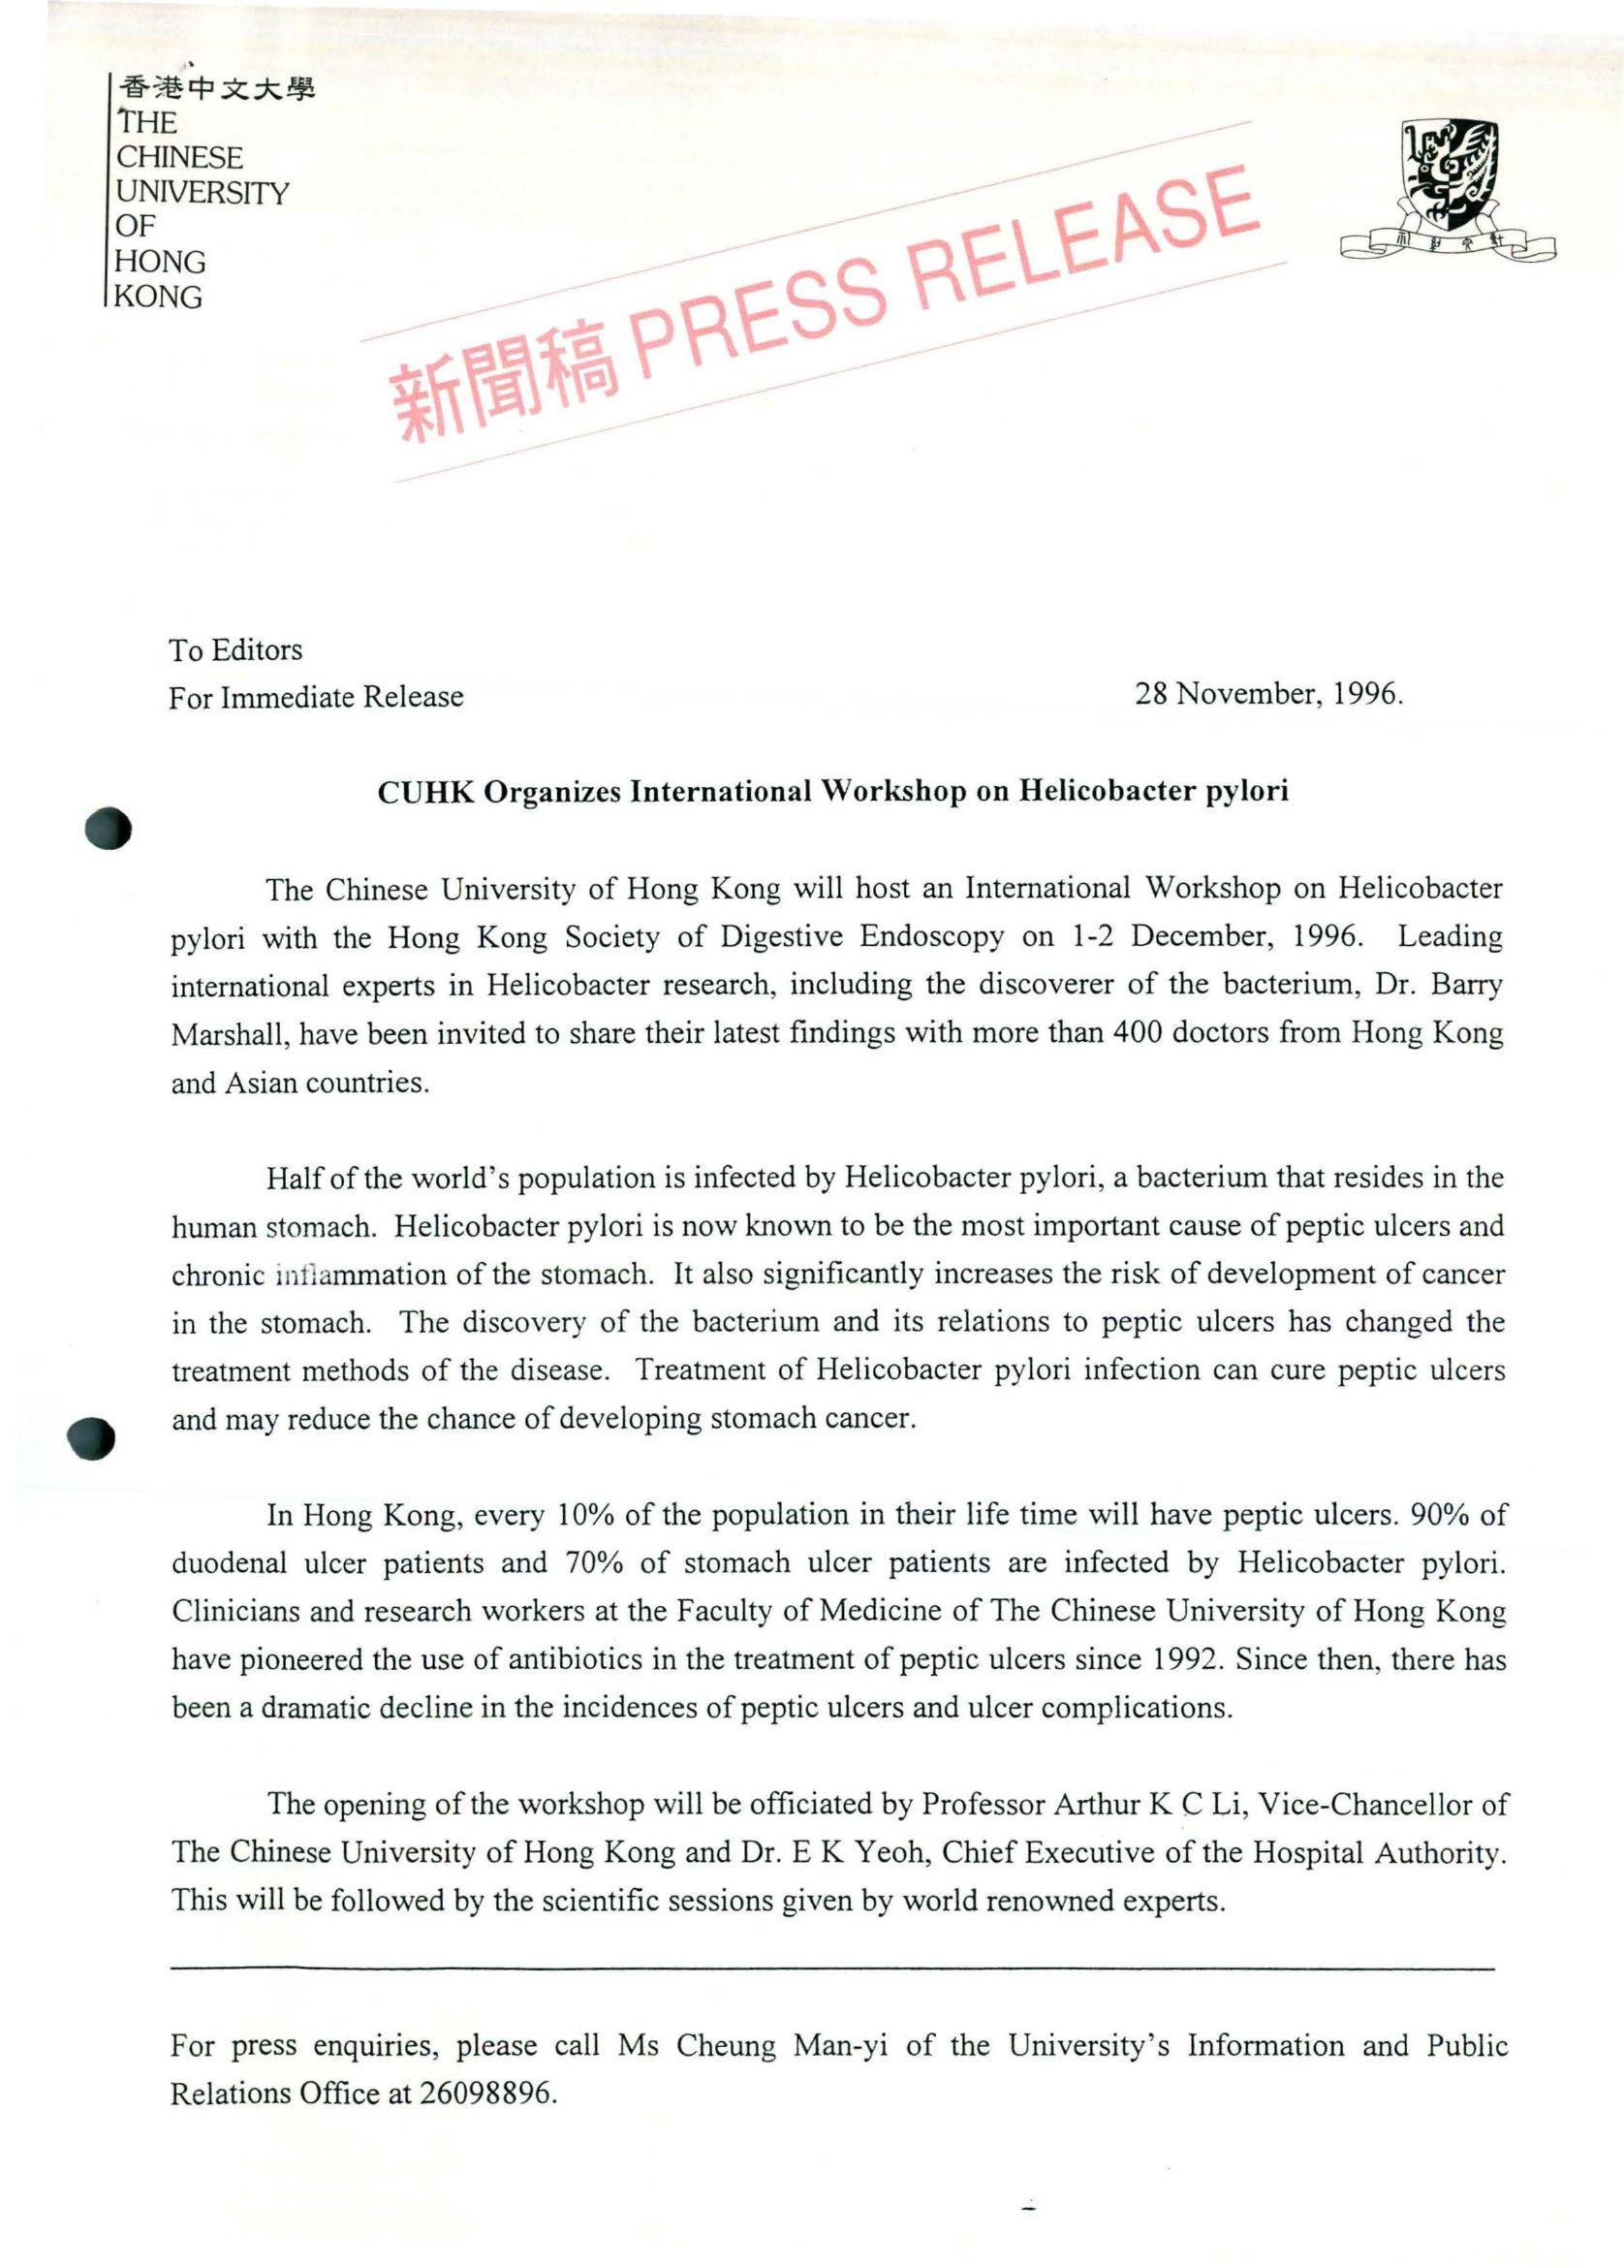 香港中文大學
THE
CHINESE
UNIVERSITY
OF
HONG
KONG
新聞稿 PRESS RELEASE
To Editors
For Immediate Release
28 November, 1996.
CUHK Organizes International Workshop on Helicobacter pylori
The Chinese University of Hong Kong will host an International Workshop on Helicobacter
pylori with the Hong Kong Society of Digestive Endoscopy on 1-2 December, 1996. Leading
international experts in Helicobacter research, including the discoverer of the bacterium, Dr. Barry
Marshall, have been invited to share their latest findings with more than 400 doctors from Hong Kong
and Asian countries.
Half of the world's population is infected by Helicobacter pylori, a bacterium that resides in the
human stomach. Helicobacter pylori is now known to be the most important cause of peptic ulcers and
chronic inflammation of the stomach. It also significantly increases the risk of development of cancer
in the stomach. The discovery of the bacterium and its relations to peptic ulcers has changed the
treatment methods of the disease. Treatment of Helicobacter pylori infection can cure peptic ulcers
and may reduce the chance of developing stomach cancer.
In Hong Kong, every 10% of the population in their life time will have peptic ulcers. 90% of
duodenal ulcer patients and 70% of stomach ulcer patients are infected by Helicobacter pylori.
Clinicians and research workers at the Faculty of Medicine of The Chinese University of Hong Kong
have pioneered the use of antibiotics in the treatment of peptic ulcers since 1992. Since then, there has
been a dramatic decline in the incidences of peptic ulcers and ulcer complications.
The opening of the workshop will be officiated by Professor Arthur K C Li, Vice-Chancellor of
The Chinese University of Hong Kong and Dr. E K Yeoh, Chief Executive of the Hospital Authority.
This will be followed by the scientific sessions given by world renowned experts.
For press enquiries, please call Ms Cheung Man-yi of the University's Information and Public
Relations Office at 26098896.